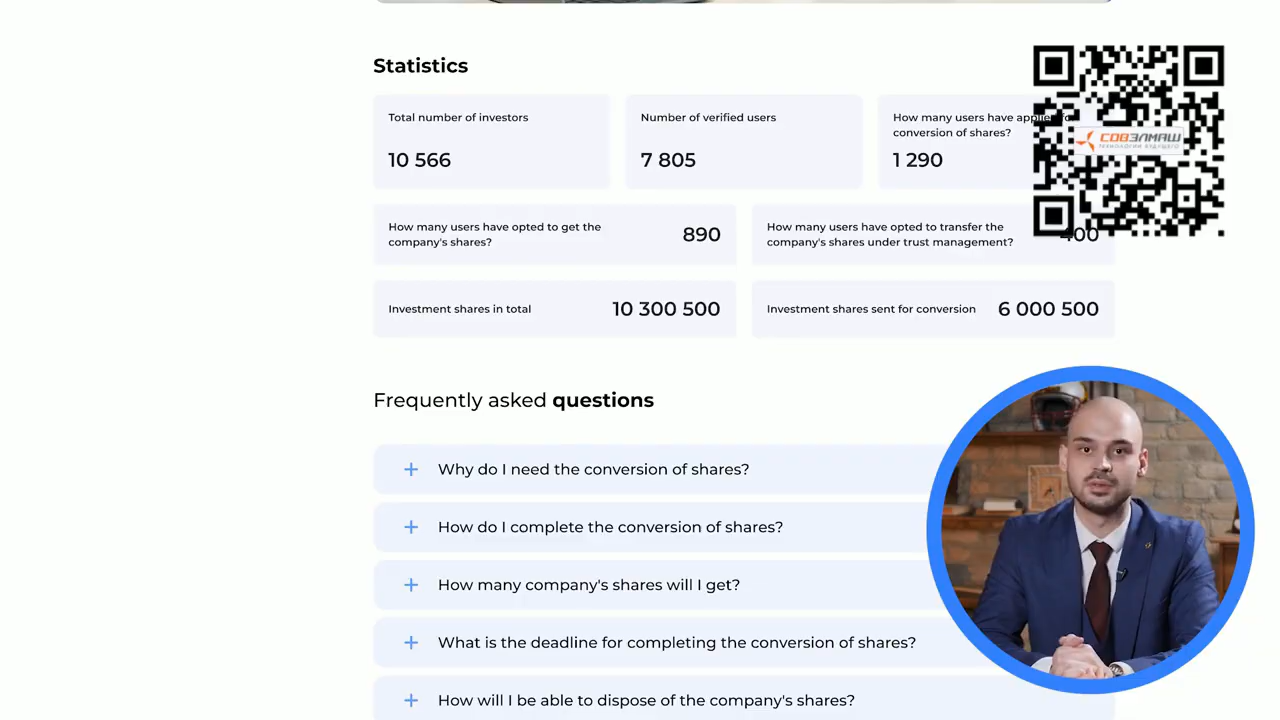 Statistics
Total number of investors
10 566
Number of verified users
7 805
How many users have applied for
conversion of shares?
1 290
СОВЭЛМАШ
ТЕХНОЛОГИИ БУДУЩЕГО
How many users have opted to get the
company's shares?
890
How many users have opted to transfer the
company's shares under trust management?
400
Investment shares in total
10 300 500
Investment shares sent for conversion
6 000 500
Frequently asked questions
Why do I need the conversion of shares?
How do I complete the conversion of shares?
How many company's shares will I get?
What is the deadline for completing the conversion of shares?
How will I be able to dispose of the company's shares?